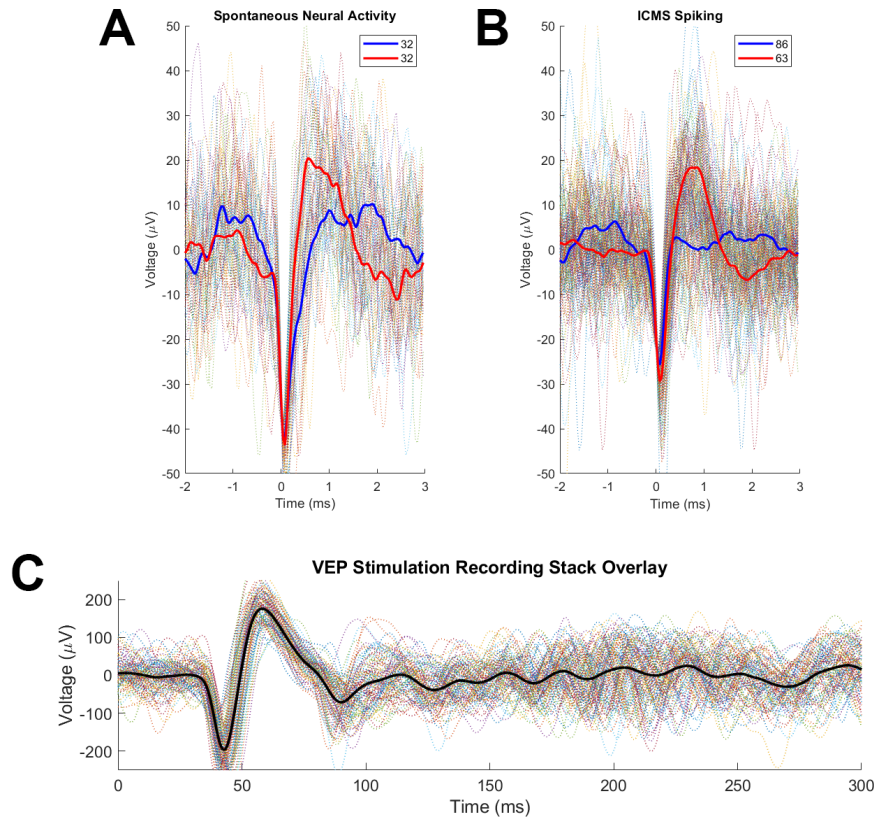 A
Spontaneous Neural Activity
32
32
50
40
30
20
10
0
-10
-20
-30
-40
-50
Voltage (μV)
-2 -1 0 1 2 3
Time (ms)
B
ICMS Spiking
86
63
50
40
30
20
10
0
-10
-20
-30
-40
-50
Voltage (μV)
-2 -1 0 1 2 3
Time (ms)
C
VEP Stimulation Recording Stack Overlay
200
100
0
-100
-200
Voltage (μV)
0 50 100 150 200 250 300
Time (ms)